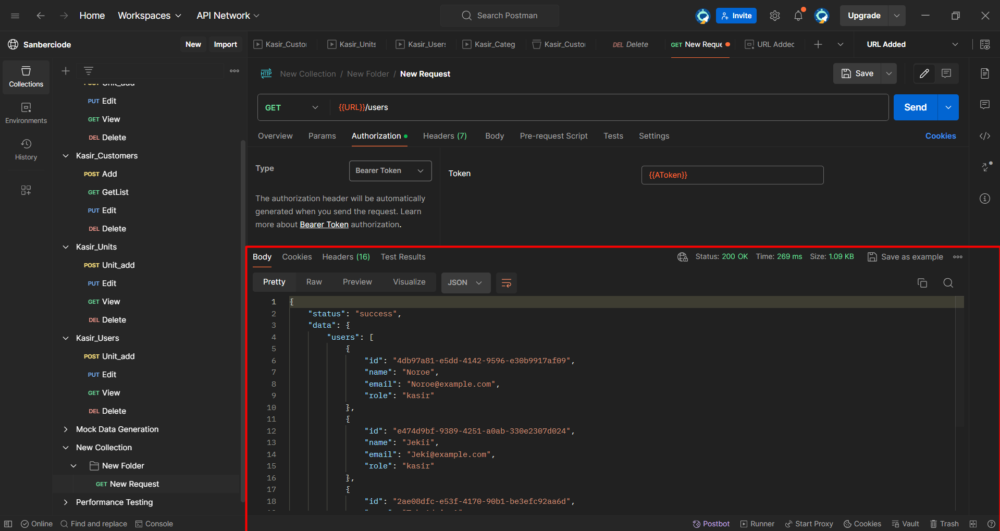 Home Workspaces API Network Search Postman Invite Upgrade
Sanberciode New Import
Kasir_Custo Kasir_Units Kasir_Users Kasir_Categ Kasir_Custo DEL Delete GET New Reque URL Addec URL Added
Collections
Environments
History
Unit_add
PUT Edit
GET View
DEL Delete
Kasir_Customers
POST Add
GET GetList
PUT Edit
DEL Delete
Kasir_Units
POST Unit_add
PUT Edit
GET View
DEL Delete
Kasir_Users
POST Unit_add
PUT Edit
GET View
DEL Delete
Mock Data Generation
New Collection
New Folder
GET New Request
Performance Testing
HTTP New Collection / New Folder / New Request Save
GET {{URL}}/users Send
Overview Params Authorization Headers (7) Body Pre-request Script Tests Settings Cookies
Type Bearer Token
The authorization header will be automatically
generated when you send the request. Learn
more about Bearer Token authorization.
Token {{AToken}}
Body Cookies Headers (16) Test Results Status: 200 OK Time: 269 ms Size: 1.09 KB Save as example
Pretty Raw Preview Visualize JSON
1 {
2 "status": "success",
3 "data": {
4 "users": [
5 {
6 "id": "4db97a81-e5dd-4142-9596-e30b9917af09",
7 "name": "Noroe",
8 "email": "Noroe@example.com",
9 "role": "kasir"
10 },
11 {
12 "id": "e474d9bf-9389-4251-a0ab-330e2307d024",
13 "name": "Jekii",
14 "email": "Jeki@example.com",
15 "role": "kasir"
16 },
17 {
18 "id": "2ae08dfc-e53f-4170-90b1-be3efc92aa6d",
Online Find and replace Console Postbot Runner Start Proxy Cookies Vault Trash